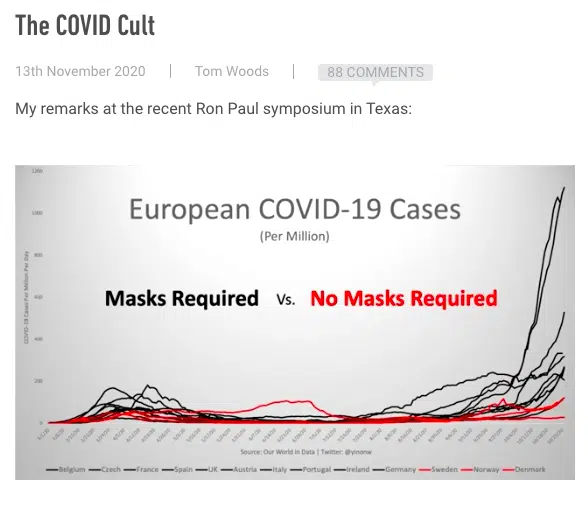 The COVID Cult
13th November 2020 | Tom Woods | 88 COMMENTS
My remarks at the recent Ron Paul symposium in Texas:
European COVID-19 Cases
(Per Million)
Masks Required Vs. No Masks Required
COVID-19 Cases Per Million Per Day
1200
1000
800
600
400
200
0
Source: Our World in Data | Twitter: @yinonw
Belgium Czech France Spain UK Austria Italy Portugal Ireland Germany Sweden Norway Denmark